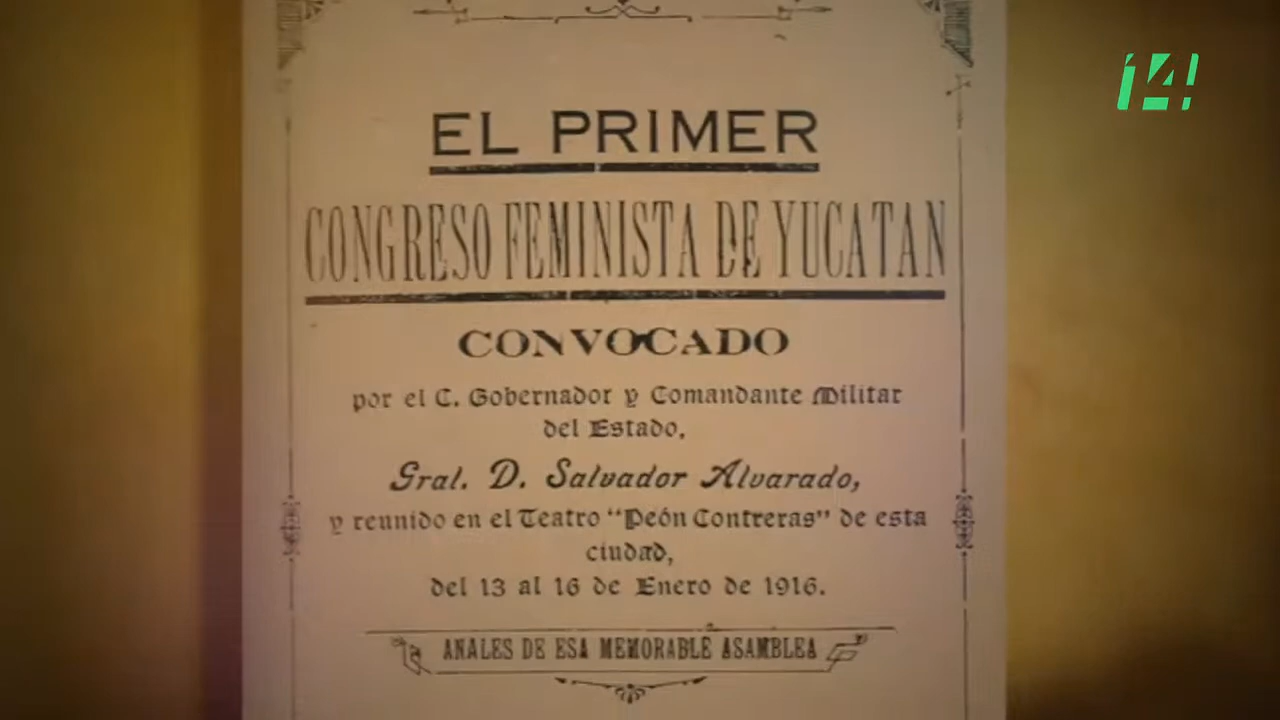 14!
EL PRIMER
CONGRESO FEMINISTA DE YUCATAN
CONVOCADO
por el C. Gobernador y Comandante Militar
del Estado,
Gral. D. Salvador Alvarado,
y reunido en el Teatro "Peón Contreras" de esta
ciudad,
del 13 al 16 de Enero de 1916.
ANALES DE ESA MEMORABLE ASAMBLEA